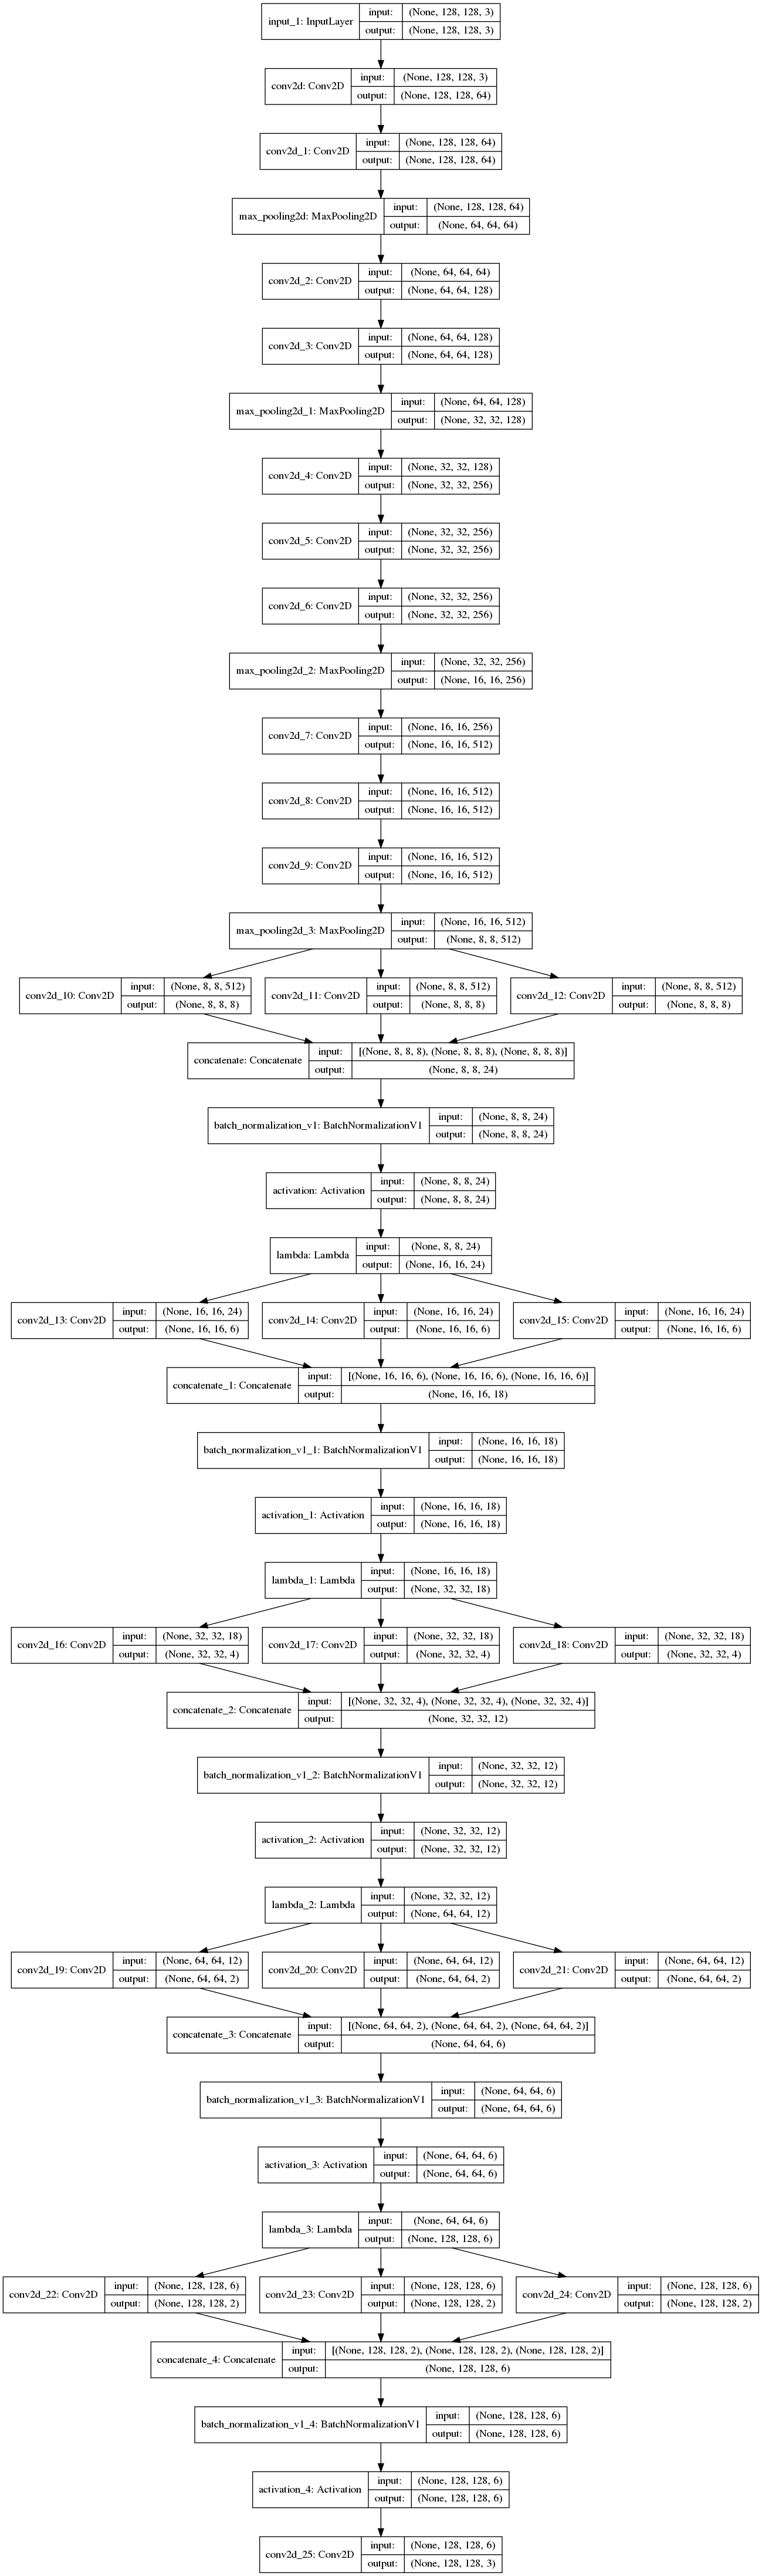 input_1: InputLayer
input: (None, 128, 128, 3)
output: (None, 128, 128, 3)
conv2d: Conv2D
input: (None, 128, 128, 3)
output: (None, 128, 128, 64)
conv2d_1: Conv2D
input: (None, 128, 128, 64)
output: (None, 128, 128, 64)
max_pooling2d: MaxPooling2D
input: (None, 128, 128, 64)
output: (None, 64, 64, 64)
conv2d_2: Conv2D
input: (None, 64, 64, 64)
output: (None, 64, 64, 128)
conv2d_3: Conv2D
input: (None, 64, 64, 128)
output: (None, 64, 64, 128)
max_pooling2d_1: MaxPooling2D
input: (None, 64, 64, 128)
output: (None, 32, 32, 128)
conv2d_4: Conv2D
input: (None, 32, 32, 128)
output: (None, 32, 32, 256)
conv2d_5: Conv2D
input: (None, 32, 32, 256)
output: (None, 32, 32, 256)
conv2d_6: Conv2D
input: (None, 32, 32, 256)
output: (None, 32, 32, 256)
max_pooling2d_2: MaxPooling2D
input: (None, 32, 32, 256)
output: (None, 16, 16, 256)
conv2d_7: Conv2D
input: (None, 16, 16, 256)
output: (None, 16, 16, 512)
conv2d_8: Conv2D
input: (None, 16, 16, 512)
output: (None, 16, 16, 512)
conv2d_9: Conv2D
input: (None, 16, 16, 512)
output: (None, 16, 16, 512)
max_pooling2d_3: MaxPooling2D
input: (None, 16, 16, 512)
output: (None, 8, 8, 512)
conv2d_10: Conv2D
input: (None, 8, 8, 512)
output: (None, 8, 8, 8)
conv2d_11: Conv2D
input: (None, 8, 8, 512)
output: (None, 8, 8, 8)
conv2d_12: Conv2D
input: (None, 8, 8, 512)
output: (None, 8, 8, 8)
concatenate: Concatenate
input: [(None, 8, 8, 8), (None, 8, 8, 8), (None, 8, 8, 8)]
output: (None, 8, 8, 24)
batch_normalization_v1: BatchNormalizationV1
input: (None, 8, 8, 24)
output: (None, 8, 8, 24)
activation: Activation
input: (None, 8, 8, 24)
output: (None, 8, 8, 24)
lambda: Lambda
input: (None, 8, 8, 24)
output: (None, 16, 16, 24)
conv2d_13: Conv2D
input: (None, 16, 16, 24)
output: (None, 16, 16, 6)
conv2d_14: Conv2D
input: (None, 16, 16, 24)
output: (None, 16, 16, 6)
conv2d_15: Conv2D
input: (None, 16, 16, 24)
output: (None, 16, 16, 6)
concatenate_1: Concatenate
input: [(None, 16, 16, 6), (None, 16, 16, 6), (None, 16, 16, 6)]
output: (None, 16, 16, 18)
batch_normalization_v1_1: BatchNormalizationV1
input: (None, 16, 16, 18)
output: (None, 16, 16, 18)
activation_1: Activation
input: (None, 16, 16, 18)
output: (None, 16, 16, 18)
lambda_1: Lambda
input: (None, 16, 16, 18)
output: (None, 32, 32, 18)
conv2d_16: Conv2D
input: (None, 32, 32, 18)
output: (None, 32, 32, 4)
conv2d_17: Conv2D
input: (None, 32, 32, 18)
output: (None, 32, 32, 4)
conv2d_18: Conv2D
input: (None, 32, 32, 18)
output: (None, 32, 32, 4)
concatenate_2: Concatenate
input: [(None, 32, 32, 4), (None, 32, 32, 4), (None, 32, 32, 4)]
output: (None, 32, 32, 12)
batch_normalization_v1_2: BatchNormalizationV1
input: (None, 32, 32, 12)
output: (None, 32, 32, 12)
activation_2: Activation
input: (None, 32, 32, 12)
output: (None, 32, 32, 12)
lambda_2: Lambda
input: (None, 32, 32, 12)
output: (None, 64, 64, 12)
conv2d_19: Conv2D
input: (None, 64, 64, 12)
output: (None, 64, 64, 2)
conv2d_20: Conv2D
input: (None, 64, 64, 12)
output: (None, 64, 64, 2)
conv2d_21: Conv2D
input: (None, 64, 64, 12)
output: (None, 64, 64, 2)
concatenate_3: Concatenate
input: [(None, 64, 64, 2), (None, 64, 64, 2), (None, 64, 64, 2)]
output: (None, 64, 64, 6)
batch_normalization_v1_3: BatchNormalizationV1
input: (None, 64, 64, 6)
output: (None, 64, 64, 6)
activation_3: Activation
input: (None, 64, 64, 6)
output: (None, 64, 64, 6)
lambda_3: Lambda
input: (None, 64, 64, 6)
output: (None, 128, 128, 6)
conv2d_22: Conv2D
input: (None, 128, 128, 6)
output: (None, 128, 128, 2)
conv2d_23: Conv2D
input: (None, 128, 128, 6)
output: (None, 128, 128, 2)
conv2d_24: Conv2D
input: (None, 128, 128, 6)
output: (None, 128, 128, 2)
concatenate_4: Concatenate
input: [(None, 128, 128, 2), (None, 128, 128, 2), (None, 128, 128, 2)]
output: (None, 128, 128, 6)
batch_normalization_v1_4: BatchNormalizationV1
input: (None, 128, 128, 6)
output: (None, 128, 128, 6)
activation_4: Activation
input: (None, 128, 128, 6)
output: (None, 128, 128, 6)
conv2d_25: Conv2D
input: (None, 128, 128, 6)
output: (None, 128, 128, 3)